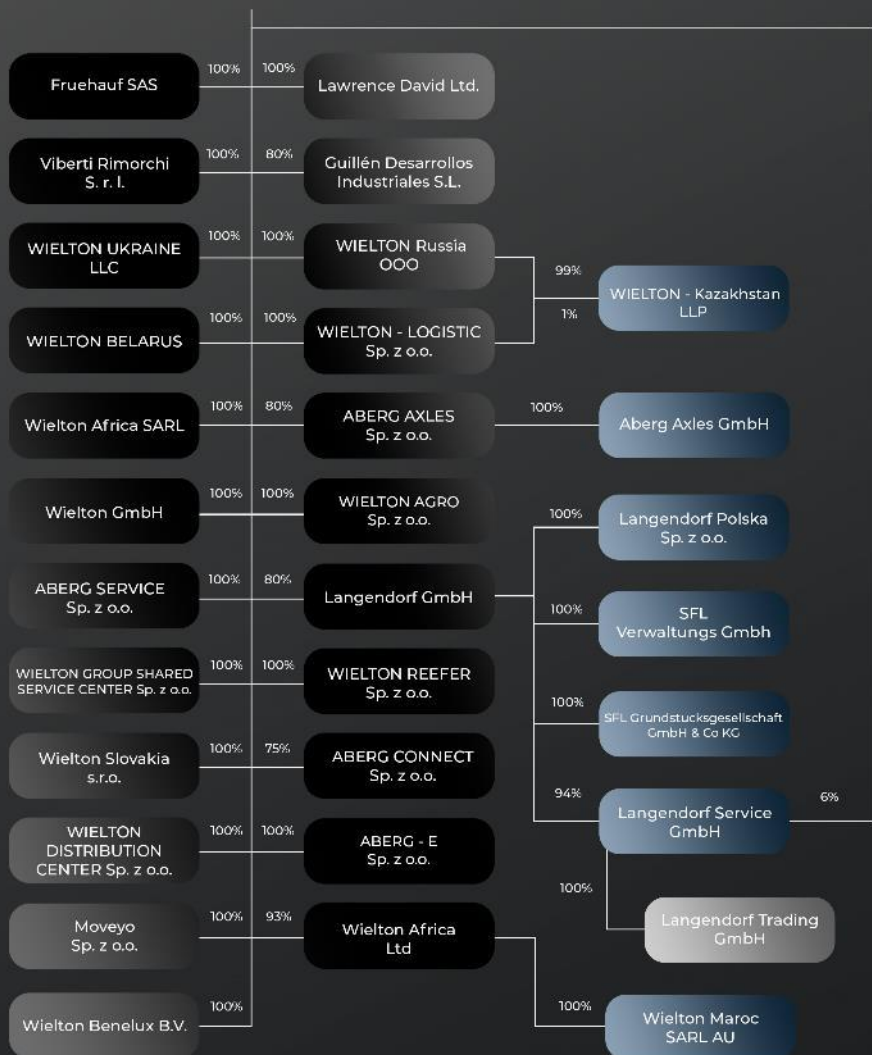 100%
100%
Fruehauf SAS
Lawrence David Ltd.
100%
80%
Viberti Rimorchi
S. r. l.
Guillén Desarrollos
Industriales S.L.
100%
100%
WIELTON UKRAINE
LLC
WIELTON Russia
OOO
99%
WIELTON - Kazakhstan
LLP
1%
100%
100%
WIELTON BELARUS
WIELTON - LOGISTIC
Sp. z o.o.
100%
80%
100%
Wielton Africa SARL
ABERG AXLES
Sp. z o.o.
Aberg Axles GmbH
100%
100%
Wielton GmbH
WIELTON AGRO
Sp. z o.o.
100%
Langendorf Polska
Sp. z o.o.
100%
80%
ABERG SERVICE
Sp. z o.o.
Langendorf GmbH
100%
SFL
Verwaltungs Gmbh
100%
100%
WIELTON GROUP SHARED
SERVICE CENTER Sp. z o.o.
WIELTON REEFER
Sp. z o.o.
100%
SFL Grundstucksgesellschaft
GmbH & Co KG
100%
75%
Wielton Slovakia
s.r.o.
ABERG CONNECT
Sp. z o.o.
94%
Langendorf Service
GmbH
6%
100%
100%
WIELTON
DISTRIBUTION
CENTER Sp. z o.o.
ABERG - E
Sp. z o.o.
100%
Langendorf Trading
GmbH
100%
93%
Moveyo
Sp. z o.o.
Wielton Africa
Ltd
100%
100%
Wielton Benelux B.V.
Wielton Maroc
SARL AU